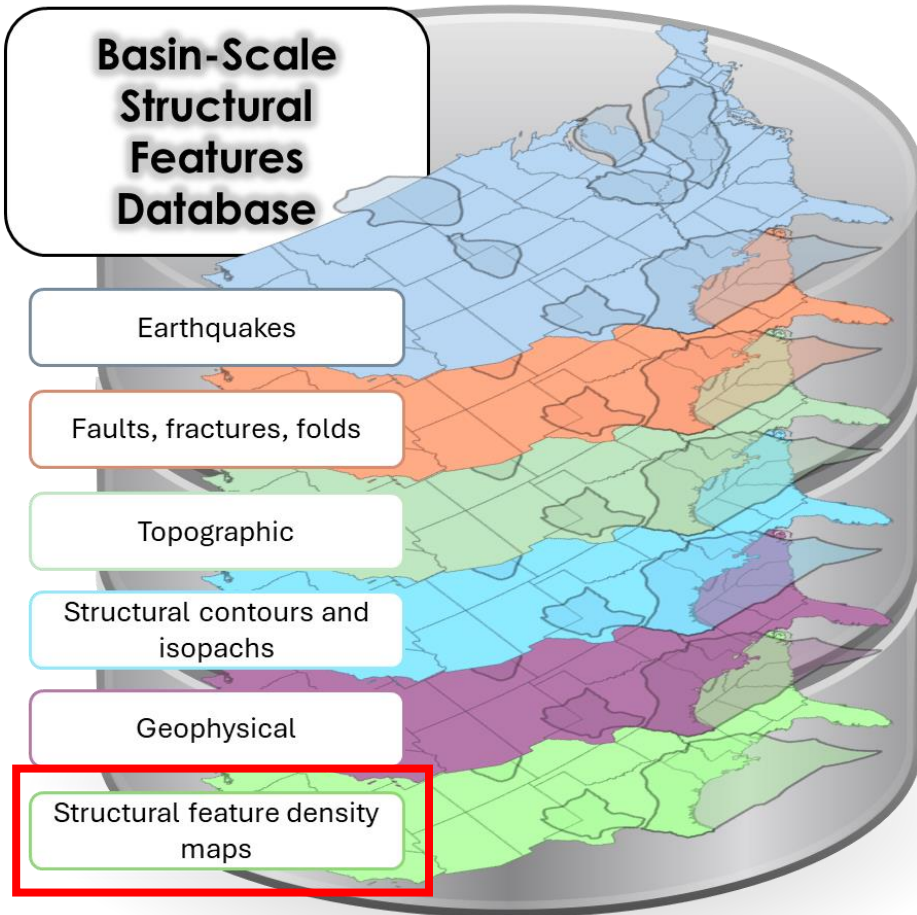 Basin-Scale
Structural
Features
Database
Earthquakes
Faults, fractures, folds
Topographic
Structural contours and
isopachs
Geophysical
Structural feature density
maps